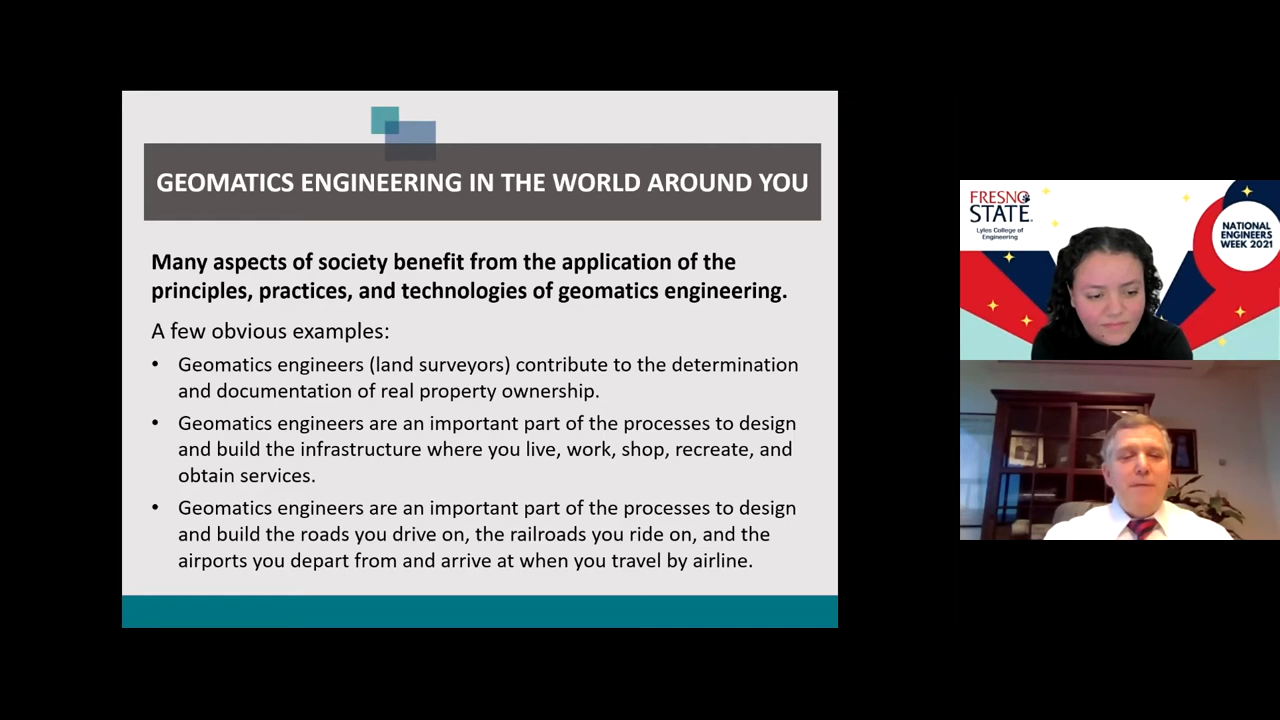 GEOMATICS ENGINEERING IN THE WORLD AROUND YOU
Many aspects of society benefit from the application of the
principles, practices, and technologies of geomatics engineering.
A few obvious examples:
• Geomatics engineers (land surveyors) contribute to the determination
and documentation of real property ownership.
• Geomatics engineers are an important part of the processes to design
and build the infrastructure where you live, work, shop, recreate, and
obtain services.
• Geomatics engineers are an important part of the processes to design
and build the roads you drive on, the railroads you ride on, and the
airports you depart from and arrive at when you travel by airline.
FRESNO
STATE
Lyles College of
Engineering
NATIONAL
ENGINEERS
WEEK 2021